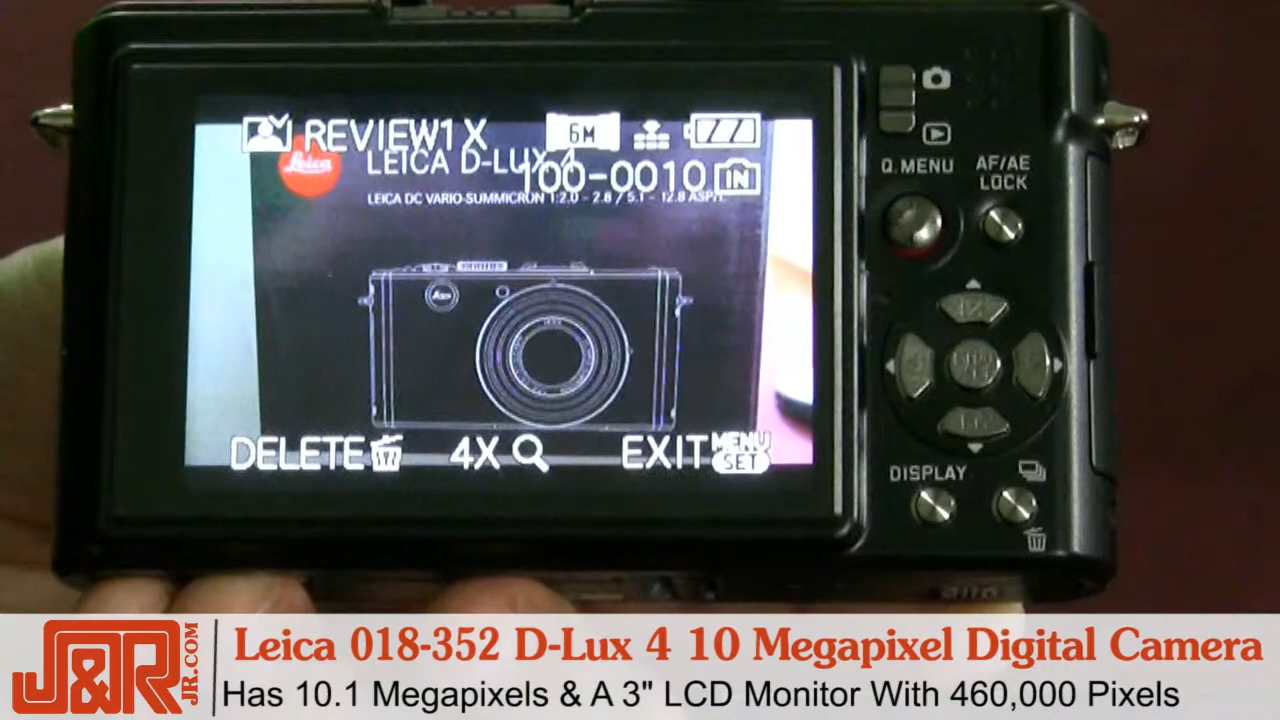 REVIEW1X 6M
Leica LEICA D-LUX 4
100-0010 IN
LEICA DC VARIO-SUMMICRON 1:2.0 - 2.8 / 5.1 - 12.8 ASPH.
DELETE 4X EXIT MENU
SET
Q.MENU AF/AE
LOCK
DISPLAY
J&R
JR.COM
Leica 018-352 D-Lux 4 10 Megapixel Digital Camera
Has 10.1 Megapixels & A 3" LCD Monitor With 460,000 Pixels